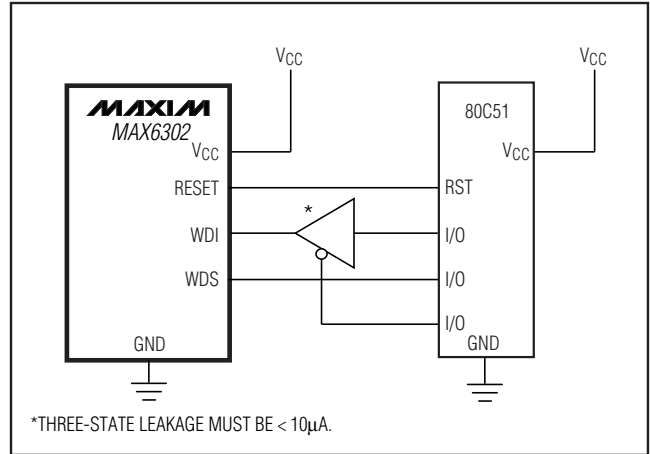 VCC
VCC
MAXIM
MAX6302
80C51
VCC
VCC
RESET
RST
*
WDI
I/O
WDS
I/O
I/O
GND
GND
*THREE-STATE LEAKAGE MUST BE < 10µA.